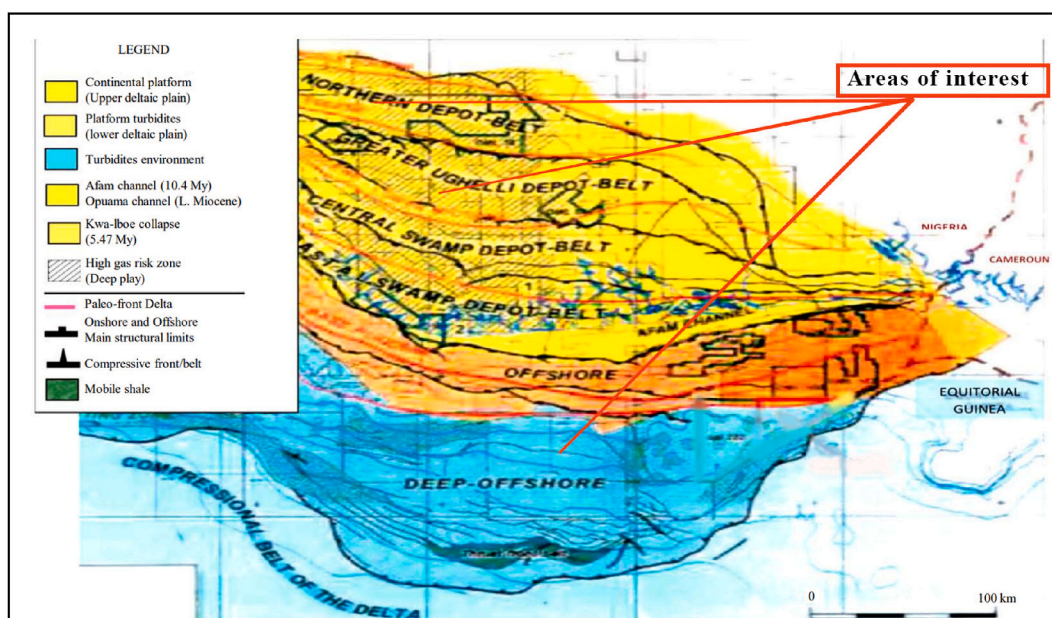 LEGEND
Continental platform
(Upper deltaic plain)
Platform turbidites
(lower deltaic plain)
Turbidites environment
Afam channel (10.4 My)
Opuama channel (L. Miocene)
Kwa-lboe collapse
(5.47 My)
High gas risk zone
(Deep play)
Paleo-front Delta
Onshore and Offshore
Main structural limits
Compressive front/belt
Mobile shale
Areas of interest
NORTHERN DEPOT-BELT
GREATER UGHELLI DEPOT-BELT
CENTRAL SWAMP DEPOT-BELT
ASTA SWAMP DEPOT-BELT
1
2
AFAM CHANNEL
OFFSHORE
NIGERIA
CAMEROUN
EQUITORIAL
GUINEA
DEEP-OFFSHORE
COMPRESSIONAL BELT OF THE DELTA
0 100 km